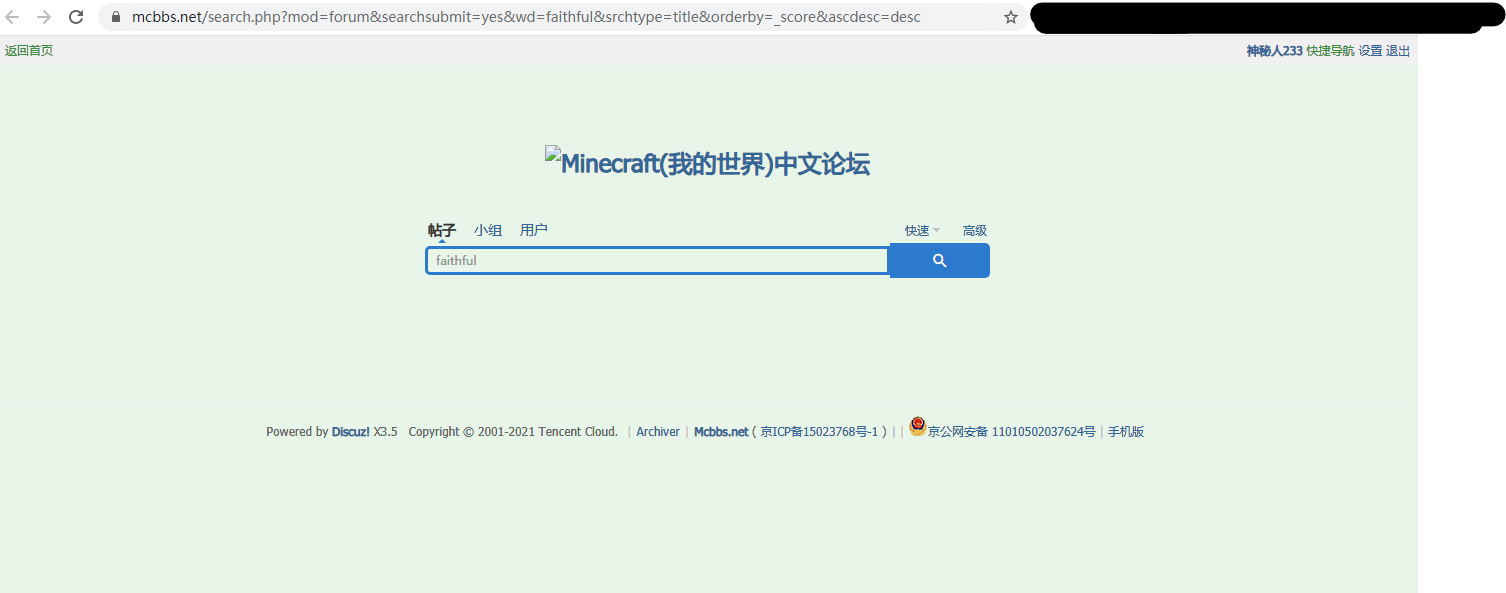 mcbbs.net/search.php?mod=forum&searchsubmit=yes&wd=faithful&srchtype=title&orderby=_score&ascdesc=desc
返回首页 神秘人233 快捷导航 设置 退出
Minecraft(我的世界)中文论坛
帖子 小组 用户 快速 高级
faithful
Powered by Discuz! X3.5 Copyright © 2001-2021 Tencent Cloud. | Archiver | Mcbbs.net ( 京ICP备15023768号-1 ) | | 京公网安备 11010502037624号 | 手机版